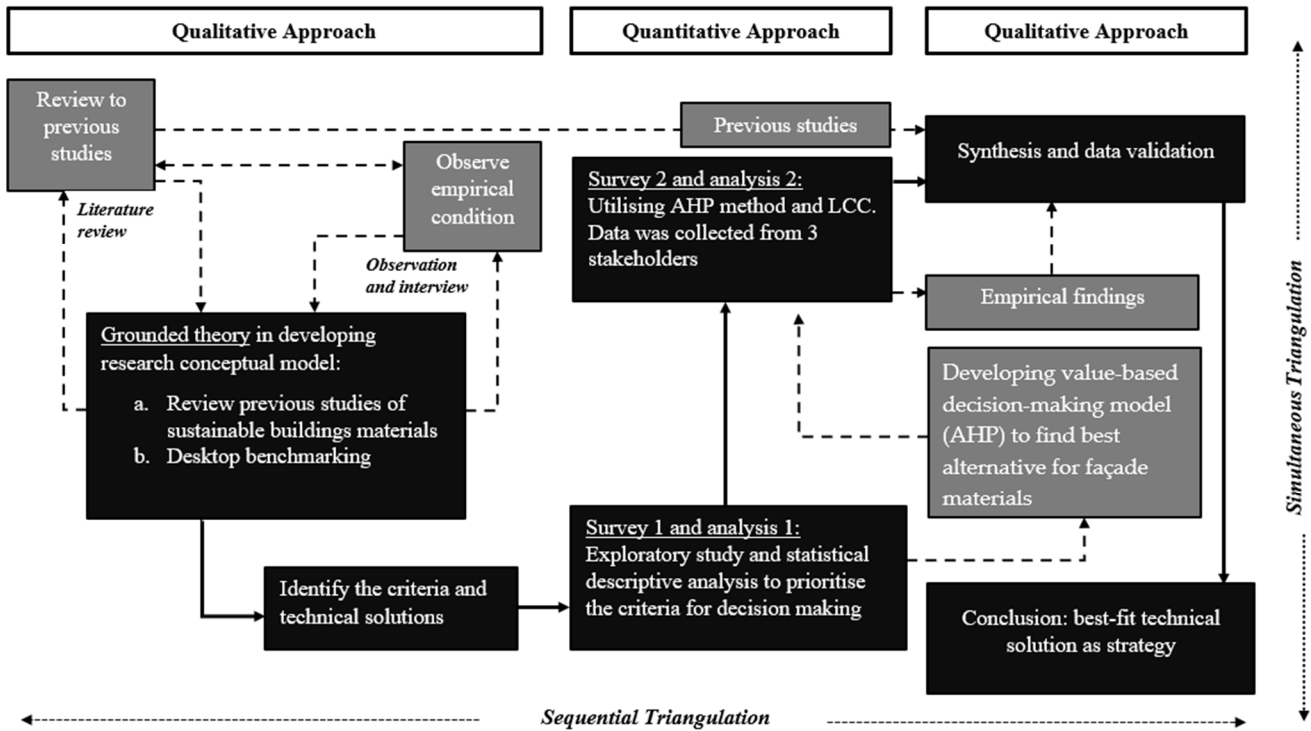 Qualitative Approach
Quantitative Approach
Qualitative Approach
Review to
previous
studies
Literature
review
Observe
empirical
condition
Observation
and interview
Grounded theory in developing
research conceptual model:
a. Review previous studies of
sustainable buildings materials
b. Desktop benchmarking
Identify the criteria and
technical solutions
Previous studies
Survey 2 and analysis 2:
Utilising AHP method and LCC.
Data was collected from 3
stakeholders
Survey 1 and analysis 1:
Exploratory study and statistical
descriptive analysis to prioritise
the criteria for decision making
Synthesis and data validation
Empirical findings
Developing value-based
decision-making model
(AHP) to find best
alternative for façade
materials
Conclusion: best-fit technical
solution as strategy
Simultaneous Triangulation
Sequential Triangulation